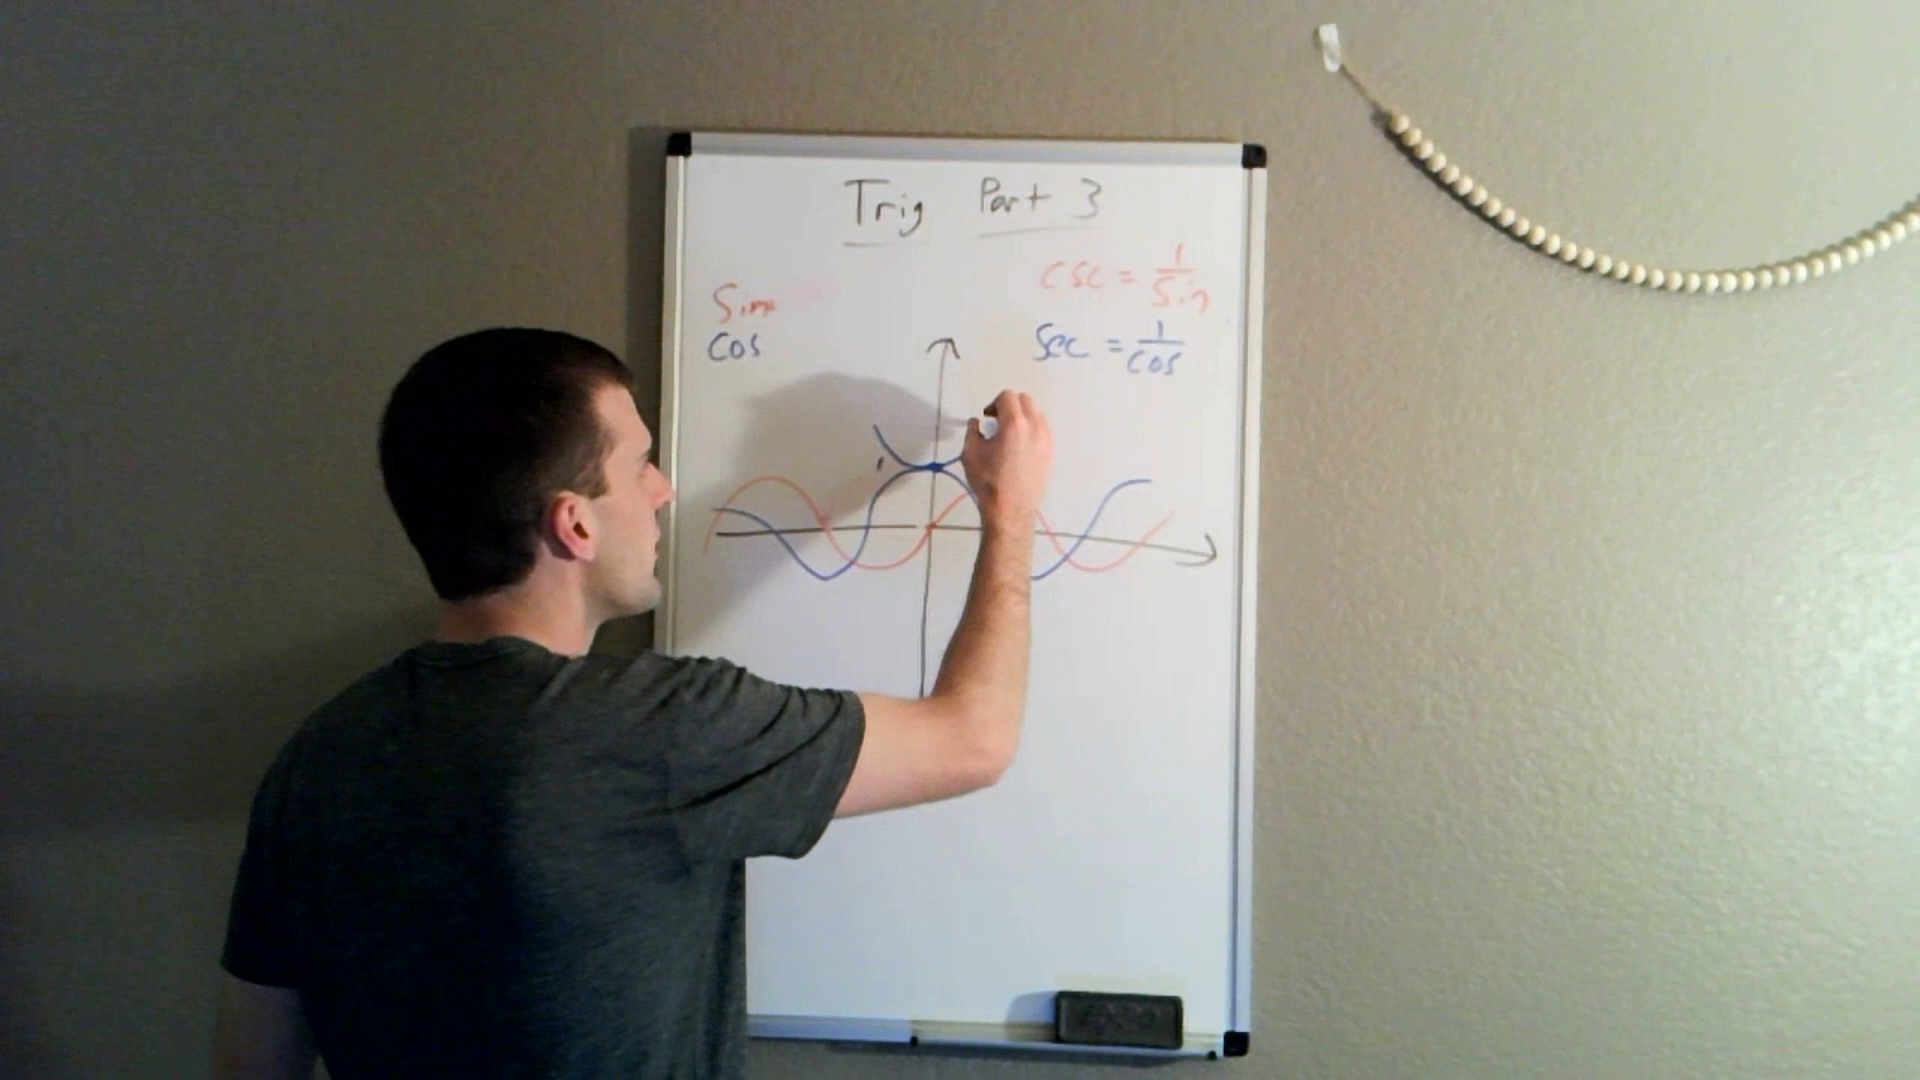 Trig Part 3
csc = 1/sin
Sin
cos
Sec = 1/cos
1